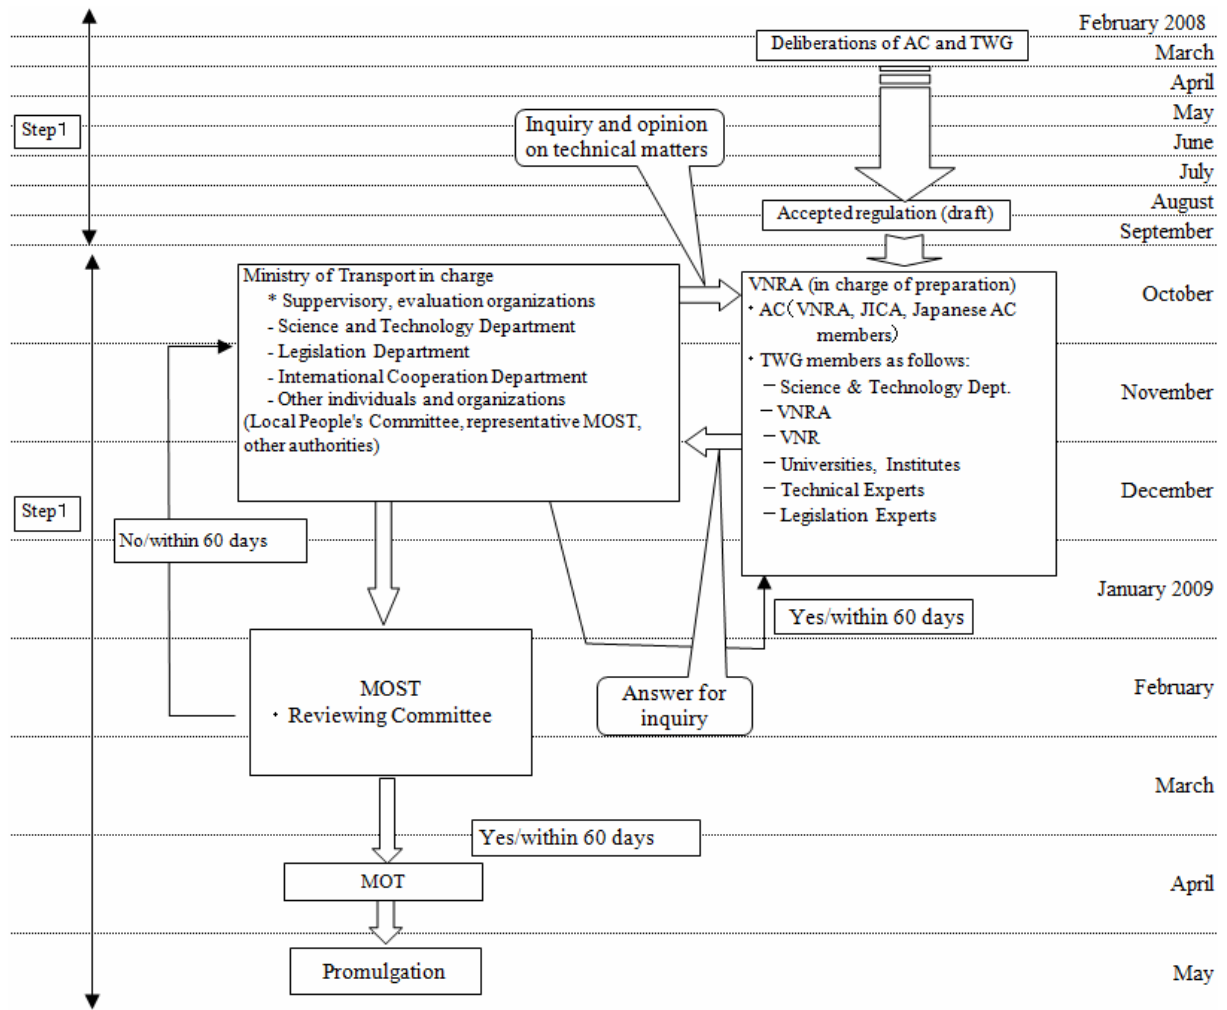 February 2008
Deliberations of AC and TWG
March
April
May
Step1
Inquiry and opinion
on technical matters
June
July
August
Accepted regulation (draft)
September
Ministry of Transport in charge
* Suppervisory, evaluation organizations
- Science and Technology Department
- Legislation Department
- International Cooperation Department
- Other individuals and organizations
(Local People's Committee, representative MOST,
other authorities)
VNRA (in charge of preparation)
・AC(VNRA, JICA, Japanese AC
members)
・TWG members as follows:
− Science & Technology Dept.
− VNRA
− VNR
− Universities, Institutes
− Technical Experts
− Legislation Experts
October
November
December
Step1
No/within 60 days
January 2009
Yes/within 60 days
MOST
・Reviewing Committee
Answer for
inquiry
February
March
Yes/within 60 days
MOT
April
Promulgation
May